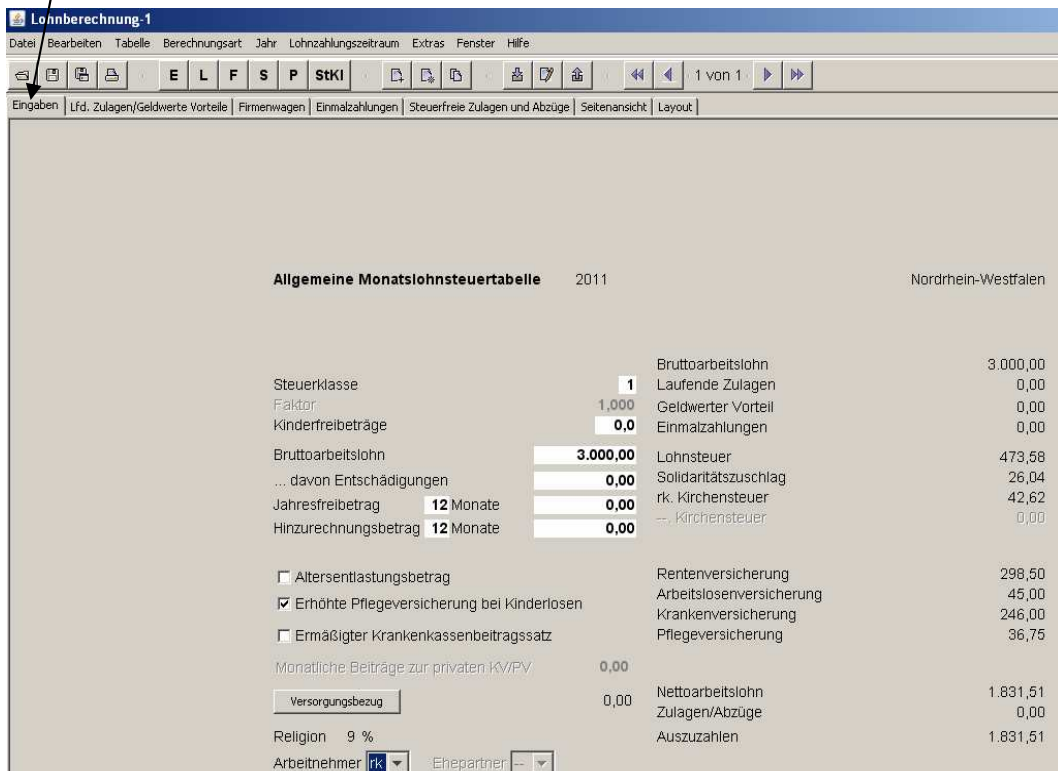 Lohnberechnung-1
Datei Bearbeiten Tabelle Berechnungsart Jahr Lohnzahlungszeitraum Extras Fenster Hilfe
E L F S P StKl 1 von 1
Eingaben Lfd. Zulagen/Geldwerte Vorteile Firmenwagen Einmalzahlungen Steuerfreie Zulagen und Abzüge Seitenansicht Layout
Allgemeine Monatslohnsteuertabelle 2011 Nordrhein-Westfalen
Steuerklasse 1
Faktor 1,000
Kinderfreibeträge 0,0
Bruttoarbeitslohn 3.000,00
... davon Entschädigungen 0,00
Jahresfreibetrag 12 Monate 0,00
Hinzurechnungsbetrag 12 Monate 0,00
Altersentlastungsbetrag
Erhöhte Pflegeversicherung bei Kinderlosen
Ermäßigter Krankenkassenbeitragssatz
Monatliche Beiträge zur privaten KV/PV 0,00
Versorgungsbezug 0,00
Religion 9 %
Arbeitnehmer rk Ehepartner --
Bruttoarbeitslohn 3.000,00
Laufende Zulagen 0,00
Geldwerter Vorteil 0,00
Einmalzahlungen 0,00
Lohnsteuer 473,58
Solidaritätszuschlag 26,04
rk. Kirchensteuer 42,62
--. Kirchensteuer 0,00
Rentenversicherung 298,50
Arbeitslosenversicherung 45,00
Krankenversicherung 246,00
Pflegeversicherung 36,75
Nettoarbeitslohn 1.831,51
Zulagen/Abzüge 0,00
Auszuzahlen 1.831,51